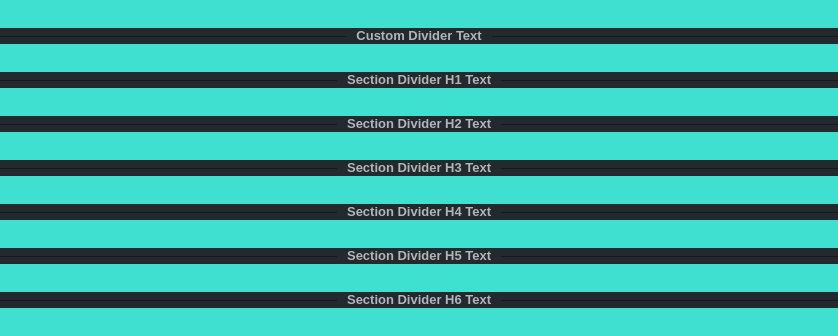 Custom Divider Text
Section Divider H1 Text
Section Divider H2 Text
Section Divider H3 Text
Section Divider H4 Text
Section Divider H5 Text
Section Divider H6 Text